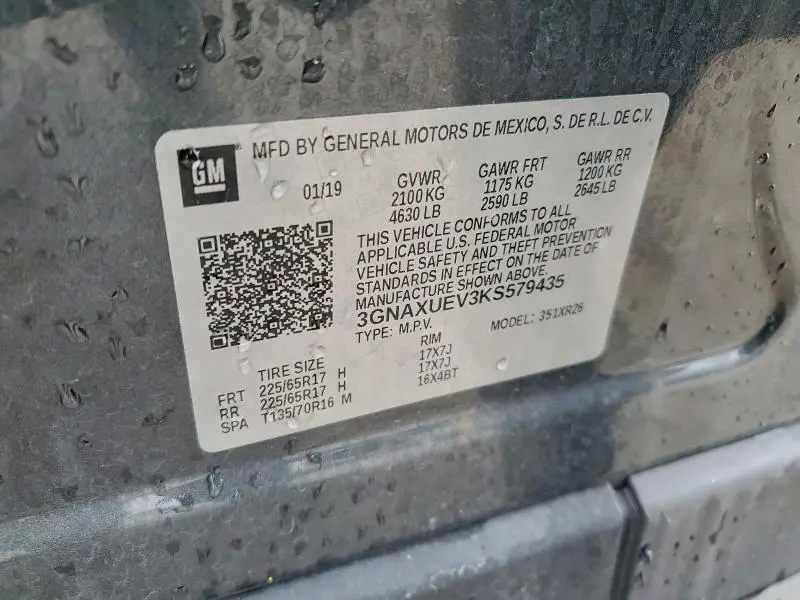 GM
MFD BY GENERAL MOTORS DE MEXICO, S. DE R.L. DE C.V.
01/19 GVWR GAWR FRT GAWR RR
2100 KG 1175 KG 1200 KG
4630 LB 2590 LB 2645 LB
THIS VEHICLE CONFORMS TO ALL
APPLICABLE U.S. FEDERAL MOTOR
VEHICLE SAFETY AND THEFT PREVENTION
STANDARDS IN EFFECT ON THE DATE OF
MANUFACTURE SHOWN ABOVE.
3GNAXUEV3KS579435
TYPE: M.P.V. MODEL: 351XR26
TIRE SIZE RIM
FRT 225/65R17 H 17X7J
RR 225/65R17 H 17X7J
SPA T135/70R16 M 16X4BT